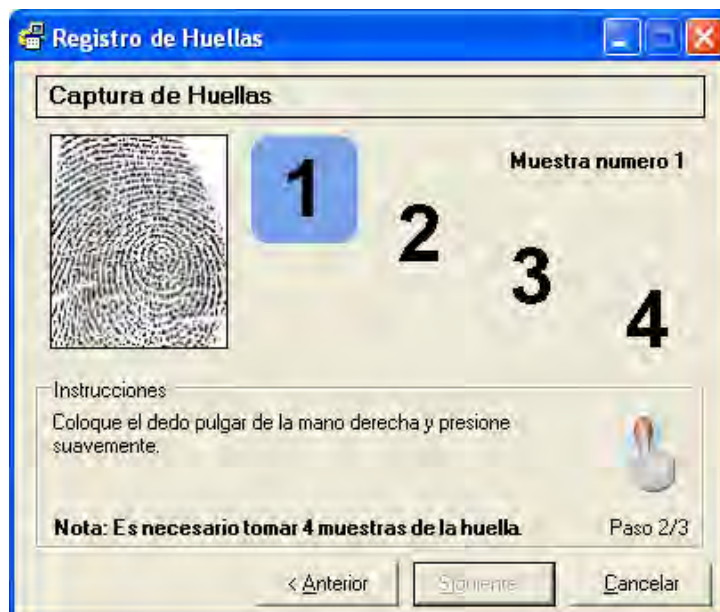 Registro de Huellas
Captura de Huellas
Muestra numero 1
1
2
3
4
Instrucciones
Coloque el dedo pulgar de la mano derecha y presione
suavemente.
Nota: Es necesario tomar 4 muestras de la huella
Paso 2/3
< Anterior
Siguiente
Cancelar